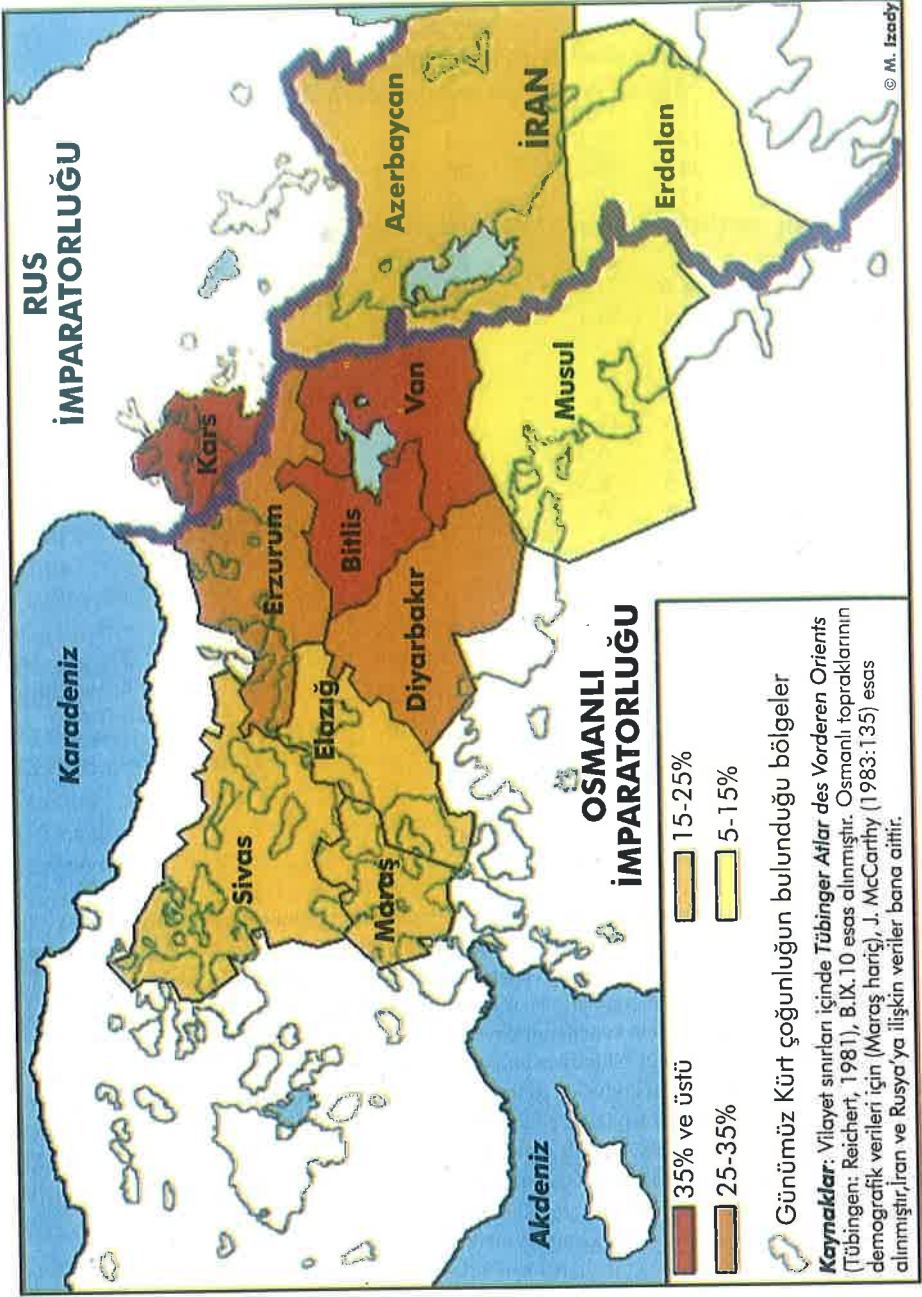 RUS
İMPARATORLUĞU
Karadeniz
Kars
Azerbaycan
İRAN
Erzurum
Van
Bitlis
Erdalan
Sivas
Elazığ
Diyarbakır
Musul
Maraş
OSMANLI
İMPARATORLUĞU
Akdeniz
35% ve üstü
15-25%
25-35%
5-15%
Günümüz Kürt çoğunluğun bulunduğu bölgeler
Kaynaklar: Vilayet sınırları içinde Tübinger Atlar des Vorderen Orients
(Tübingen: Reichert, 1981), B.IX.10 esas alınmıştır. Osmanlı topraklarının
demografik verileri için (Maraş hariç), J. McCarthy (1983:135) esas
alınmıştır,İran ve Rusya'ya ilişkin veriler bana aittir.
© M. Izady